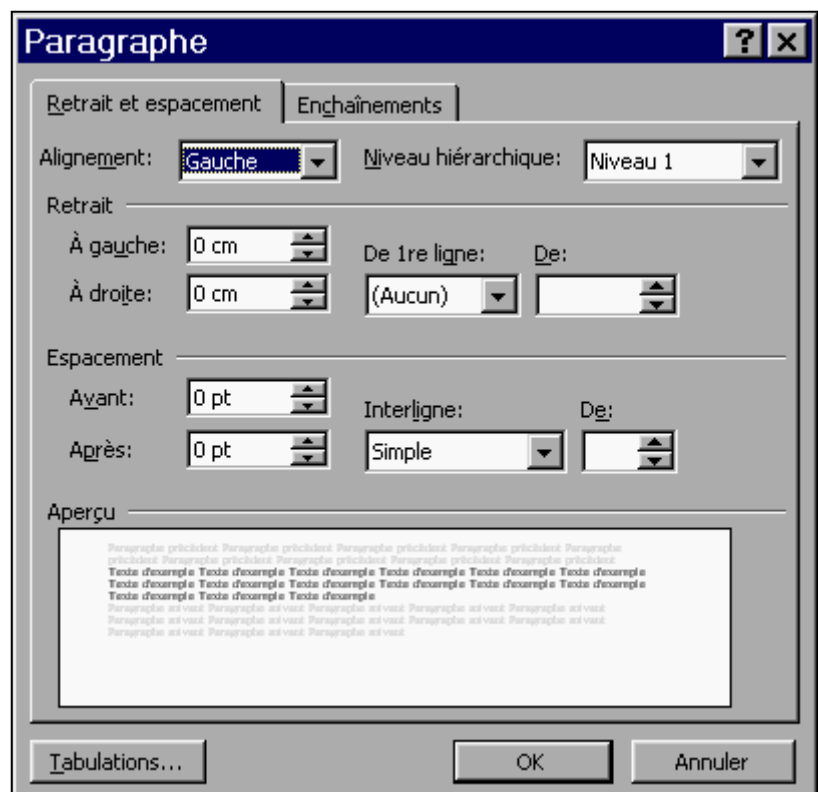 Paragraphe
Retrait et espacement Enchaînements
Alignement: Gauche Niveau hiérarchique: Niveau 1
Retrait
À gauche: 0 cm De 1re ligne: De:
À droite: 0 cm (Aucun)
Espacement
Avant: 0 pt Interligne: De:
Après: 0 pt Simple
Aperçu
Paragraphe précédent Paragraphe précédent Paragraphe précédent Paragraphe précédent Paragraphe
précédent Paragraphe précédent Paragraphe précédent Paragraphe précédent Paragraphe précédent
Texte d'exemple Texte d'exemple Texte d'exemple Texte d'exemple Texte d'exemple Texte d'exemple
Texte d'exemple Texte d'exemple Texte d'exemple Texte d'exemple Texte d'exemple Texte d'exemple
Texte d'exemple Texte d'exemple Texte d'exemple
Paragraphe suivant Paragraphe suivant Paragraphe suivant Paragraphe suivant Paragraphe suivant
Paragraphe suivant Paragraphe suivant Paragraphe suivant Paragraphe suivant Paragraphe suivant
Paragraphe suivant Paragraphe suivant Paragraphe suivant
Tabulations... OK Annuler